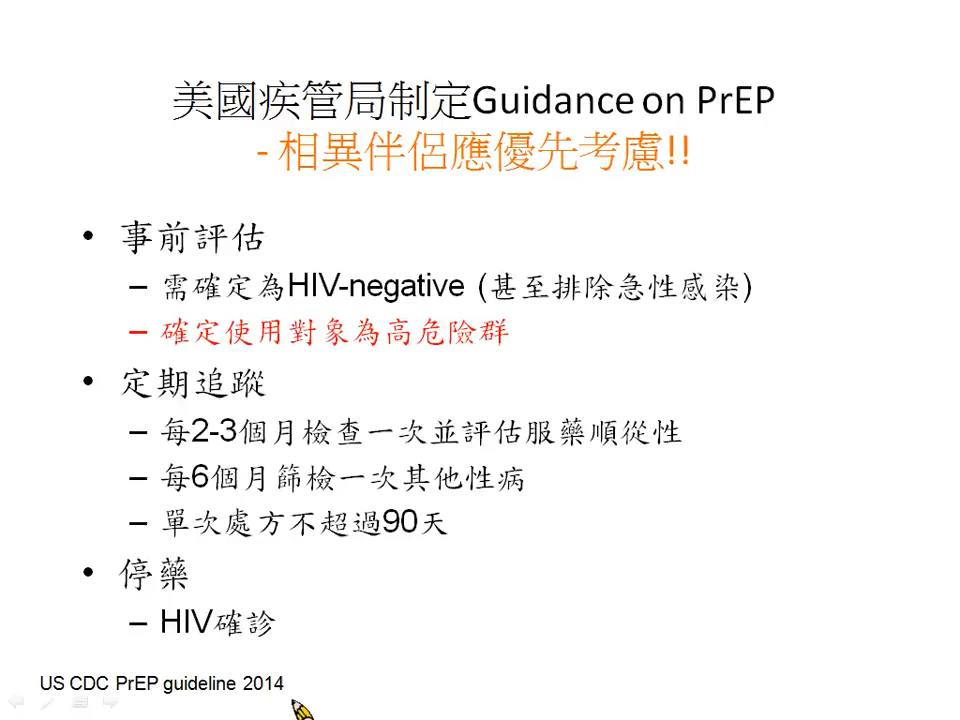 美國疾管局制定Guidance on PrEP
- 相異伴侶應優先考慮!!
• 事前評估
– 需確定為HIV-negative (甚至排除急性感染)
– 確定使用對象為高危險群
• 定期追蹤
– 每2-3個月檢查一次並評估服藥順從性
– 每6個月篩檢一次其他性病
– 單次處方不超過90天
• 停藥
– HIV確診
US CDC PrEP guideline 2014